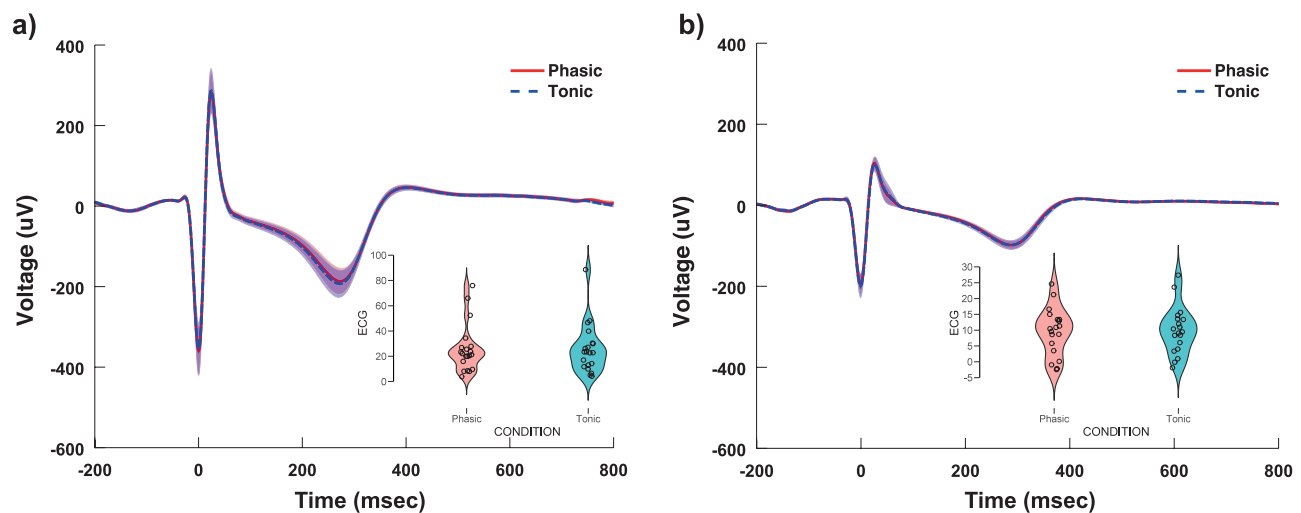 a)
400
200
0
-200
-400
-600
Voltage (uV)
-200 0 200 400 600 800
Time (msec)
Phasic
Tonic
100
80
60
40
20
0
ECG
Phasic Tonic
CONDITION
b)
400
200
0
-200
-400
-600
Voltage (uV)
-200 0 200 400 600 800
Time (msec)
Phasic
Tonic
30
25
20
15
10
5
0
-5
ECG
Phasic Tonic
CONDITION